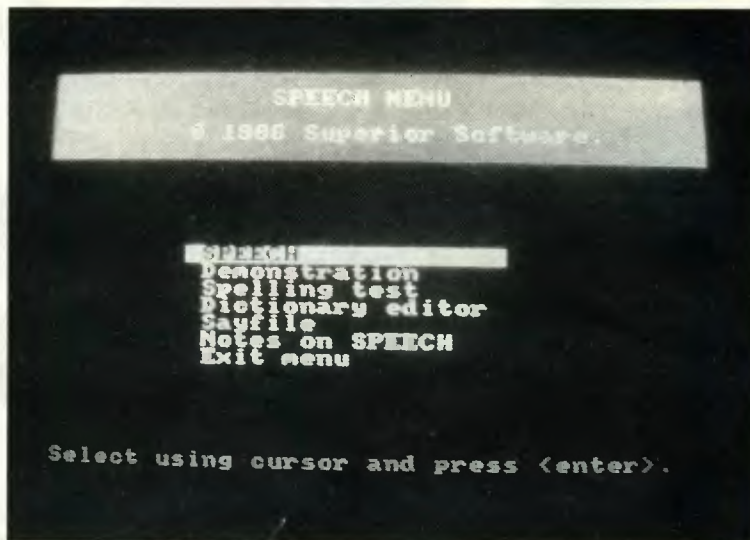 SPEECH MENU
© 1986 Superior Software.
SPEECH
Demonstration
Spelling test
Dictionary editor
Sayfile
Notes on SPEECH
Exit menu
Select using cursor and press <enter>.